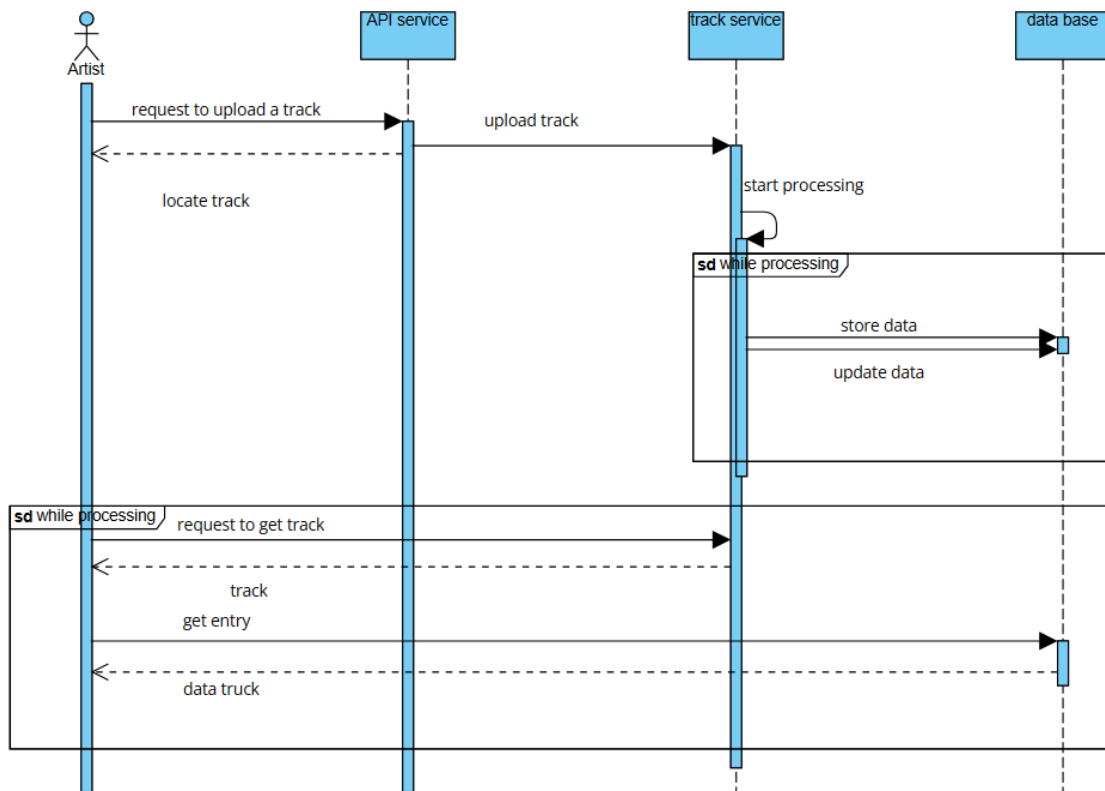 API service
track service
data base
Artist
request to upload a track
upload track
start processing
locate track
sd while processing
store data
update data
sd while processing
request to get track
track
get entry
data truck